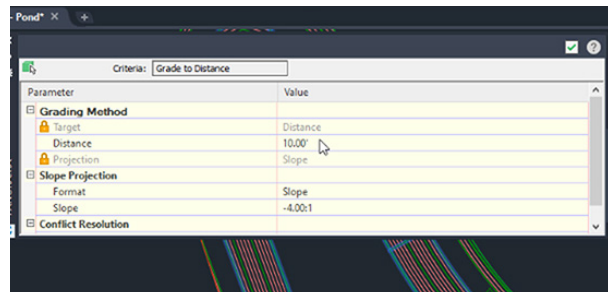 - Pond* × +
Criteria: Grade to Distance
Parameter Value
Grading Method
Target Distance
Distance 10.00'
Projection Slope
Slope Projection
Format Slope
Slope -4.00:1
Conflict Resolution